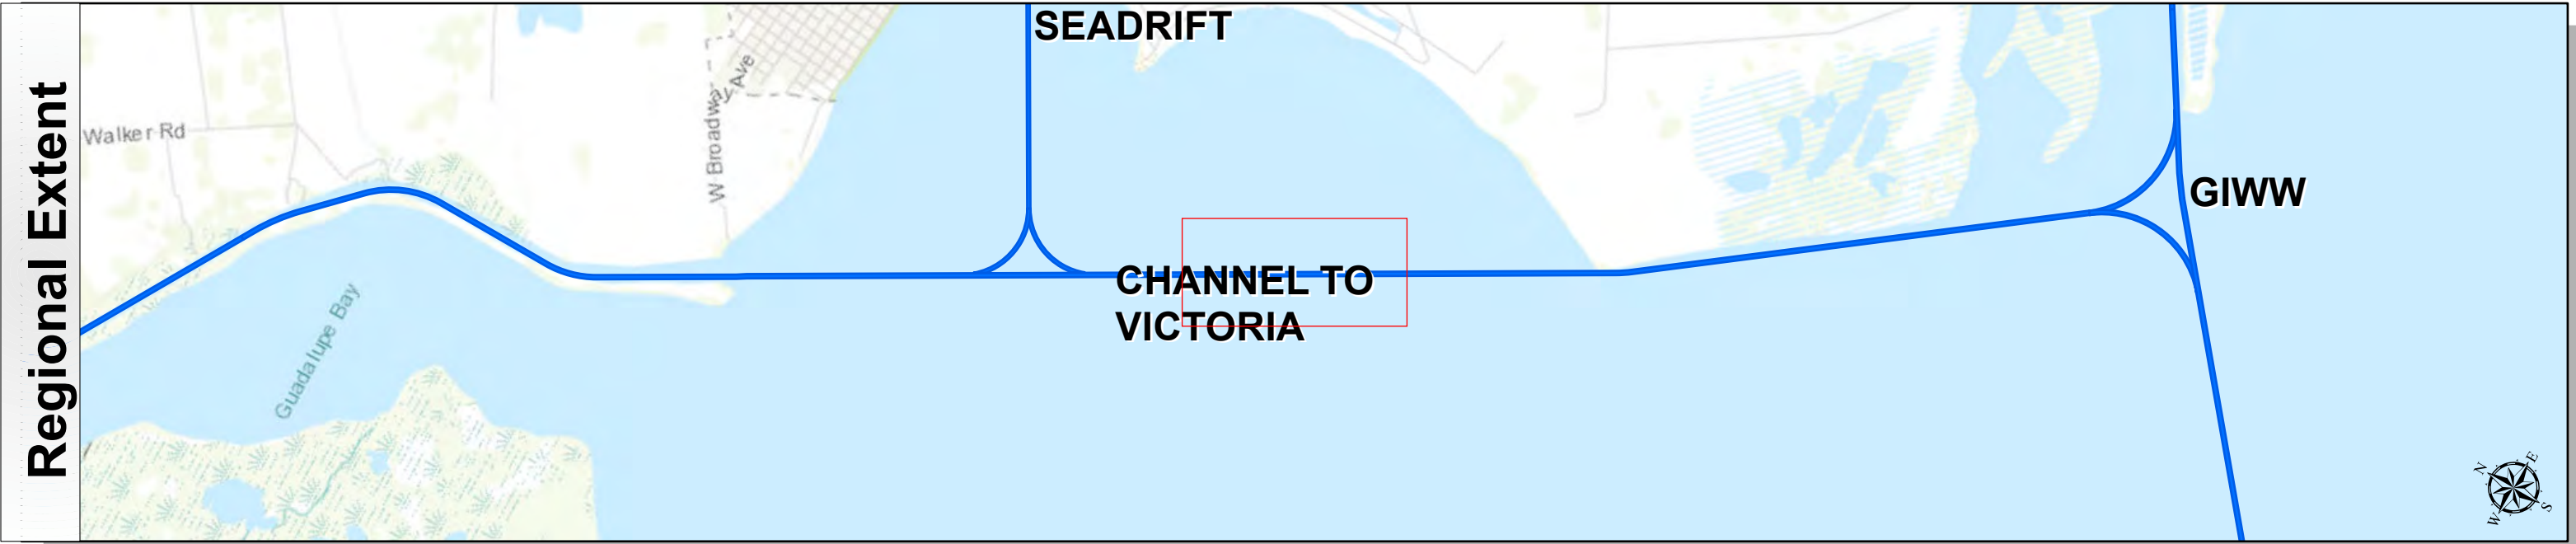 Regional Extent
SEADRIFT
W Broadway Ave
Walker Rd
GIWW
CHANNEL TO
VICTORIA
Guadalupe Bay
N
E
W
S